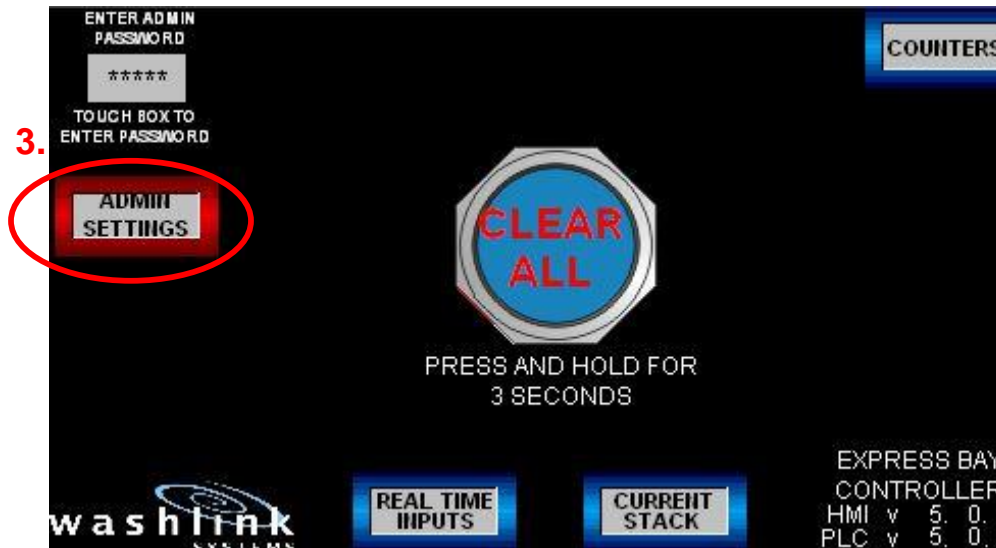 ENTER ADMIN
PASSWORD
*****
TOUCH BOX TO
ENTER PASSWORD
3.
ADMIN
SETTINGS
COUNTERS
CLEAR
ALL
PRESS AND HOLD FOR
3 SECONDS
washlink
SYSTEMS
REAL TIME
INPUTS
CURRENT
STACK
EXPRESS BAY
CONTROLLER
HMI v 5. 0.
PLC v 5. 0.